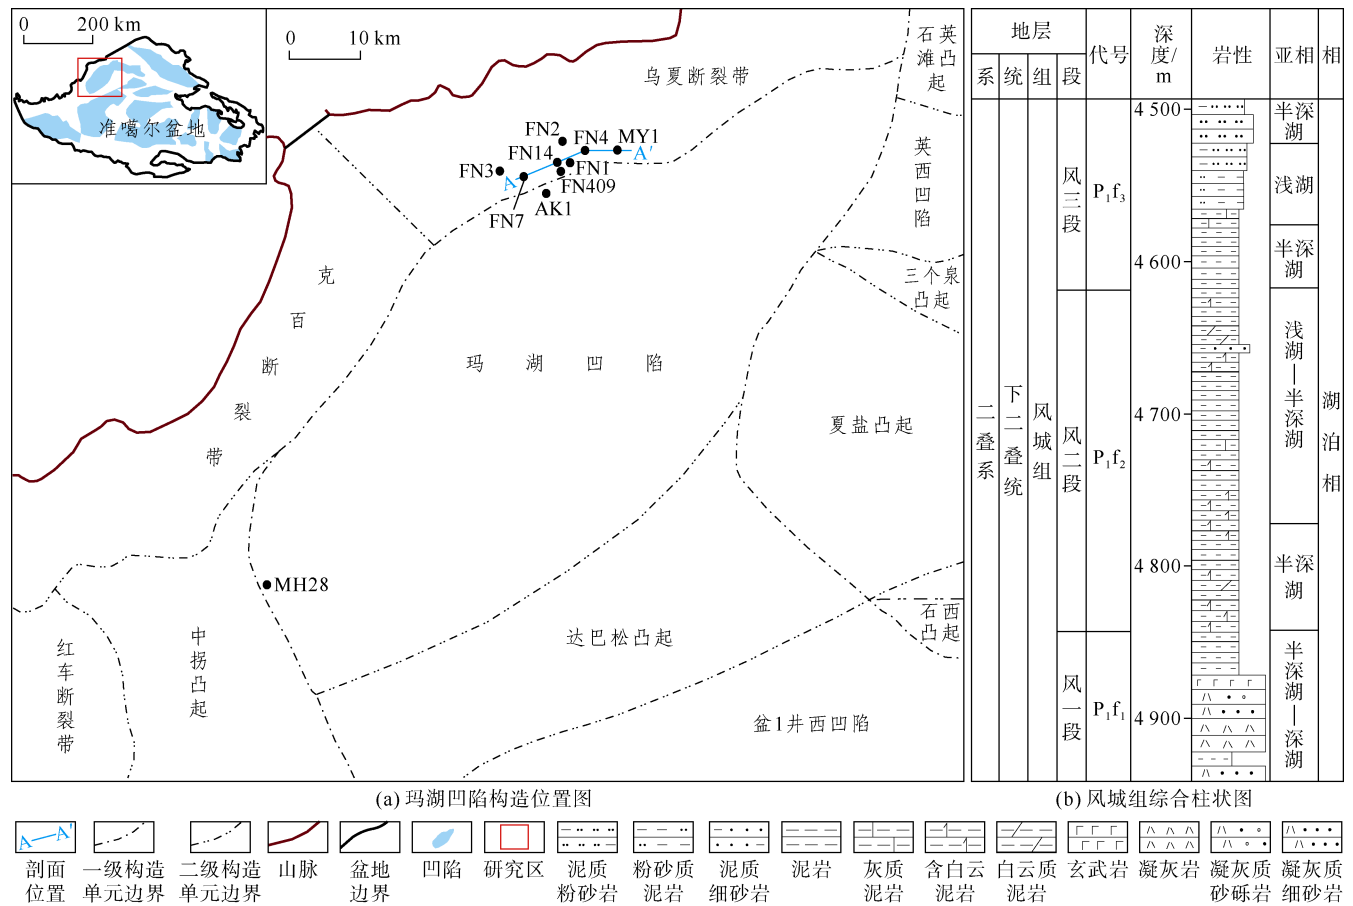 0 200 km
准噶尔盆地
0 10 km
乌夏断裂带
石英
滩凸
起
英
西
凹
陷
三个泉
凸起
FN2
FN4
MY1
FN14
A′
FN3
A
FN1
FN409
FN7
AK1
克
百
断
裂
带
玛湖凹陷
夏盐凸起
MH28
石西
凸起
达巴松凸起
中
拐
凸
起
红
车
断
裂
带
盆1井西凹陷
(a) 玛湖凹陷构造位置图
地层
系
统
组
段
代号
深
度/
m
岩性
亚相
相
二
叠
系
下
二
叠
统
风
城
组
风
三
段
P₁f₃
风
二
段
P₁f₂
风
一
段
P₁f₁
4 500
4 600
4 700
4 800
4 900
半深
湖
浅湖
半深
湖
浅
湖
—
半
深
湖
半深
湖
半
深
湖
—
深
湖
湖
泊
相
(b) 风城组综合柱状图
A A′
剖面
位置
一级构造
单元边界
二级构造
单元边界
山脉
盆地
边界
凹陷
研究区
泥质
粉砂岩
粉砂质
泥岩
泥质
细砂岩
泥岩
灰质
泥岩
含白云
泥岩
白云质
泥岩
玄武岩
凝灰岩
凝灰质
砂砾岩
凝灰质
细砂岩